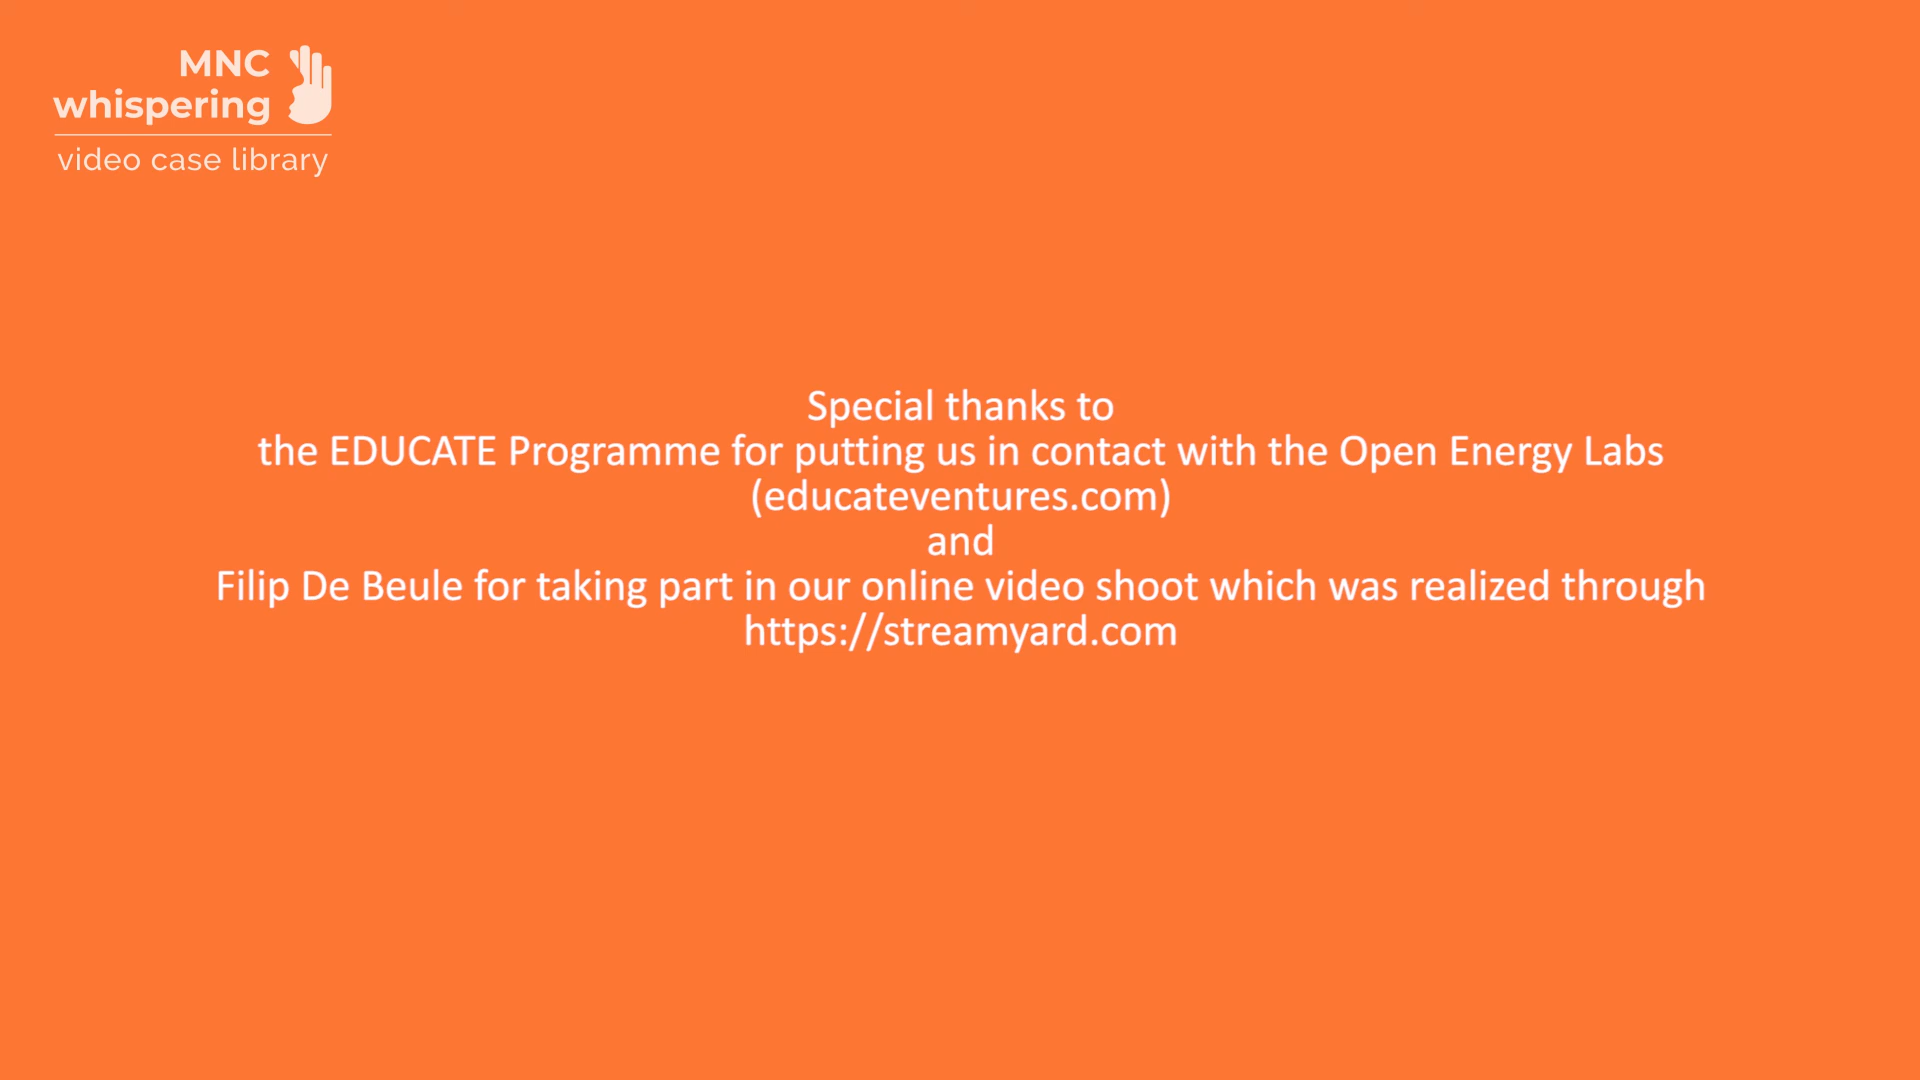 MNC
whispering
video case library
Special thanks to
the EDUCATE Programme for putting us in contact with the Open Energy Labs
(educateventures.com)
and
Filip De Beule for taking part in our online video shoot which was realized through
https://streamyard.com